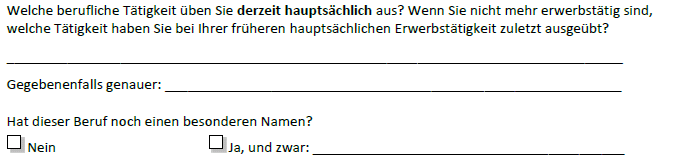 Welche berufliche Tätigkeit üben Sie derzeit hauptsächlich aus? Wenn Sie nicht mehr erwerbstätig sind,
welche Tätigkeit haben Sie bei Ihrer früheren hauptsächlichen Erwerbstätigkeit zuletzt ausgeübt?
Gegebenenfalls genauer:
Hat dieser Beruf noch einen besonderen Namen?
Nein Ja, und zwar: